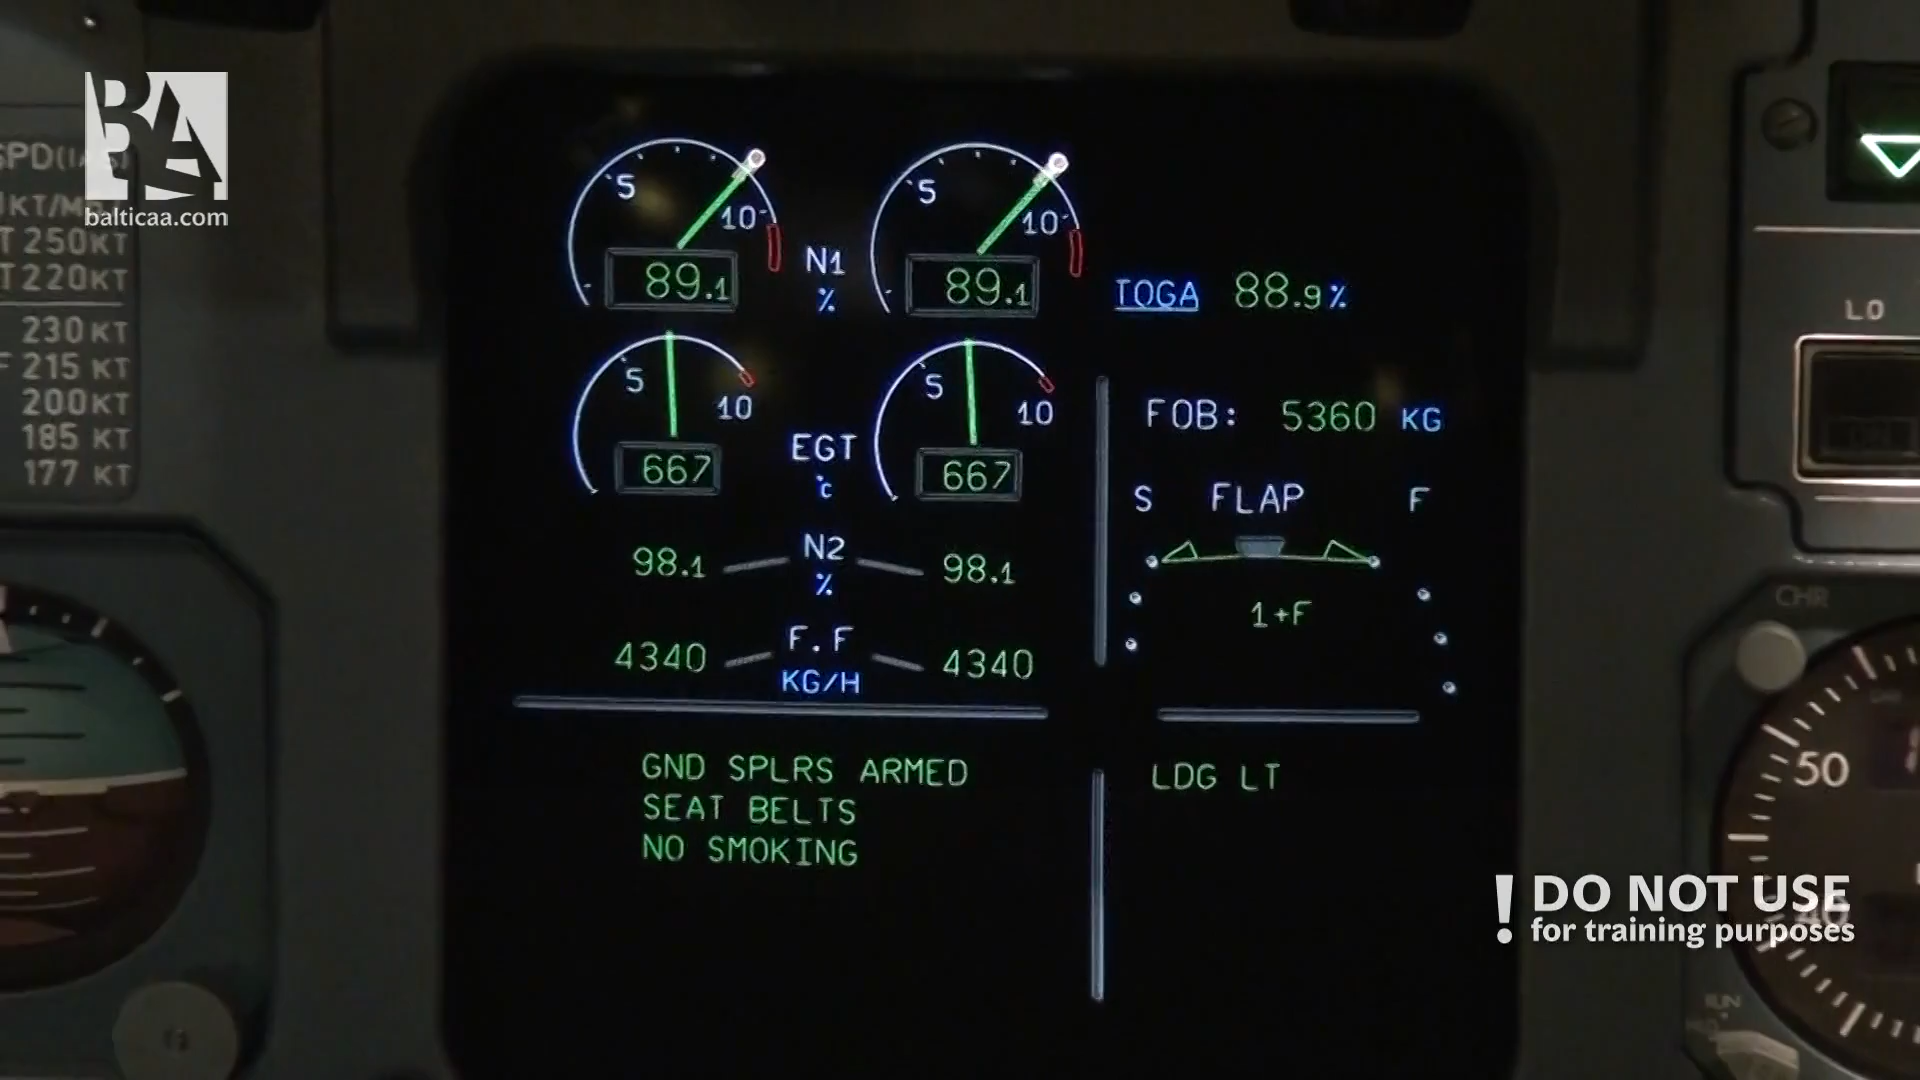 BA
balticaa.com
SPD(IAS)
KT/M
T 250KT
T 220KT
230 KT
F 215 KT
200KT
185 KT
177 KT
5
10
89.1
N1
%
5
10
89.1
TOGA 88.9%
5
10
667
EGT
°C
5
10
667
FOB: 5360 KG
S FLAP F
1+F
98.1
N2
%
98.1
4340
F.F
KG/H
4340
GND SPLRS ARMED
SEAT BELTS
NO SMOKING
LDG LT
LO
CHR
50
RUN
! DO NOT USE
for training purposes